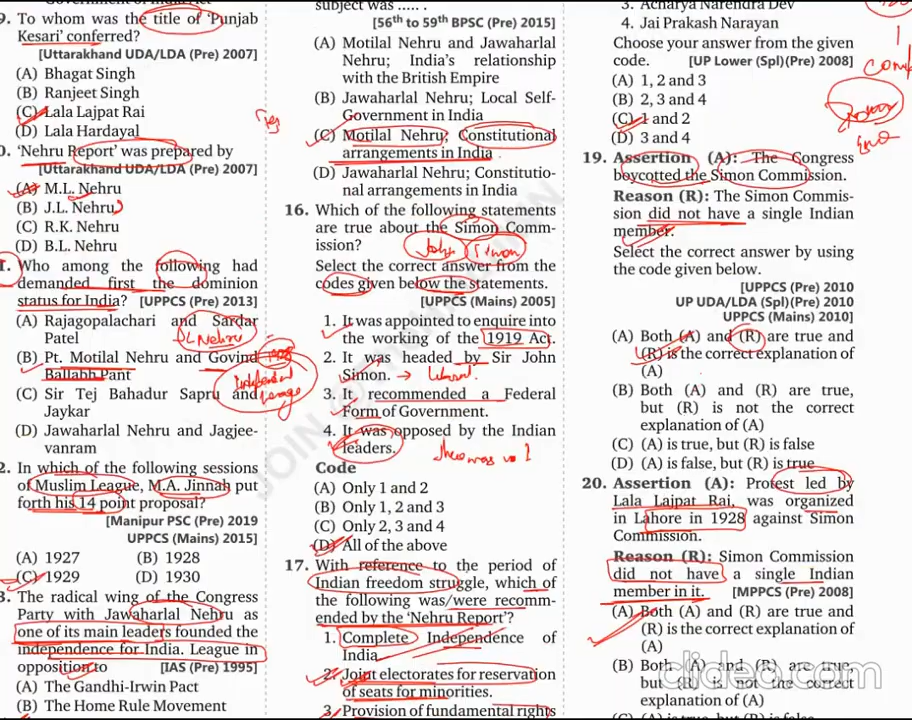 9. To whom was the title of 'Punjab
Kesari' conferred?
[Uttarakhand UDA/LDA (Pre) 2007]
(A) Bhagat Singh
(B) Ranjeet Singh
(C) Lala Lajpat Rai
(D) Lala Hardayal
0. 'Nehru Report' was prepared by
[Uttarakhand UDA/LDA (Pre) 2007]
(A) M.L. Nehru
(B) J.L. Nehru
(C) R.K. Nehru
(D) B.L. Nehru
1. Who among the following had
demanded first the dominion
status for India? [UPPCS (Pre) 2013]
(A) Rajagopalachari and Sardar
Patel
(B) Pt. Motilal Nehru and Govind
Ballabh Pant
(C) Sir Tej Bahadur Sapru and
Jaykar
(D) Jawaharlal Nehru and Jagjee-
vanram
2. In which of the following sessions
of Muslim League, M.A. Jinnah put
forth his 14 point proposal?
[Manipur PSC (Pre) 2019
UPPCS (Mains) 2015]
(A) 1927 (B) 1928
(C) 1929 (D) 1930
3. The radical wing of the Congress
Party with Jawaharlal Nehru as
one of its main leaders founded the
independence for India. League in
opposition to [IAS (Pre) 1995]
(A) The Gandhi-Irwin Pact
(B) The Home Rule Movement
subject was .....
[56th to 59th BPSC (Pre) 2015]
(A) Motilal Nehru and Jawaharlal
Nehru; India's relationship
with the British Empire
(B) Jawaharlal Nehru; Local Self-
Government in India
(C) Motilal Nehru; Constitutional
arrangements in India
(D) Jawaharlal Nehru; Constitutio-
nal arrangements in India
16. Which of the following statements
are true about the Simon Comm-
ission?
John Simon
Select the correct answer from the
codes given below the statements.
[UPPCS (Mains) 2005]
1. It was appointed to enquire into
the working of the 1919 Act.
2. It was headed by Sir John
Simon.
3. It recommended a Federal
Form of Government.
4. It was opposed by the Indian
leaders.
Code
(A) Only 1 and 2
(B) Only 1, 2 and 3
(C) Only 2, 3 and 4
(D) All of the above
17. With reference to the period of
Indian freedom struggle, which of
the following was/were recomm-
ended by the 'Nehru Report'?
1. Complete Independence of
India
2. Joint electorates for reservation
of seats for minorities.
3. Provision of fundamental rights
3. Acharya Narendra Dev
4. Jai Prakash Narayan
Choose your answer from the given
code. [UP Lower (Spl)(Pre) 2008]
(A) 1, 2 and 3
(B) 2, 3 and 4
(C) 1 and 2
(D) 3 and 4
19. Assertion (A): The Congress
boycotted the Simon Commission.
Reason (R): The Simon Commis-
sion did not have a single Indian
member.
Select the correct answer by using
the code given below.
[UPPCS (Pre) 2010
UP UDA/LDA (Spl)(Pre) 2010
UPPCS (Mains) 2010]
(A) Both (A) and (R) are true and
(R) is the correct explanation of
(A)
(B) Both (A) and (R) are true,
but (R) is not the correct
explanation of (A)
(C) (A) is true, but (R) is false
(D) (A) is false, but (R) is true
20. Assertion (A): Protest led by
Lala Lajpat Rai, was organized
in Lahore in 1928 against Simon
Commission.
Reason (R): Simon Commission
did not have a single Indian
member in it. [MPPCS (Pre) 2008]
(A) Both (A) and (R) are true and
(R) is the correct explanation of
(A)
(B) Both (A) and (R) are true,
but (R) is not the correct
explanation of (A)
clideo.com